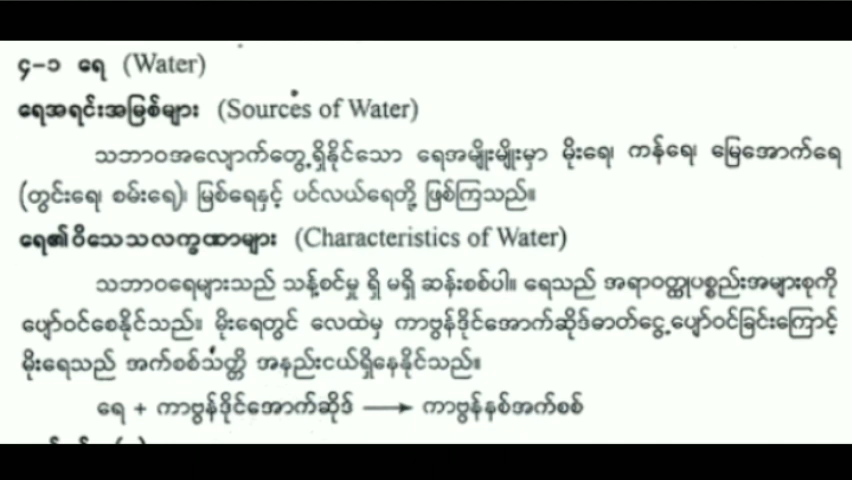 ၄-၁ ရေ (Water)
ရေအရင်းအမြစ်များ (Sources of Water)
သဘာဝအလျောက်တွေ့ရှိနိုင်သော ရေအမျိုးမျိုးမှာ မိုးရေ၊ ကန်ရေ၊ မြေအောက်ရေ
(တွင်းရေ၊ စမ်းရေ)၊ မြစ်ရေနှင့် ပင်လယ်ရေတို့ ဖြစ်ကြသည်။
ရေ၏ဝိသေသလက္ခဏာများ (Characteristics of Water)
သဘာဝရေများသည် သန့်စင်မှု ရှိ မရှိ ဆန်းစစ်ပါ။ ရေသည် အရာဝတ္ထုပစ္စည်းအများစုကို
ပျော်ဝင်စေနိုင်သည်။ မိုးရေတွင် လေထဲမှ ကာဗွန်ဒိုင်အောက်ဆိုဒ်ဓာတ်ငွေ့ပျော်ဝင်ခြင်းကြောင့်
မိုးရေသည် အက်စစ်သတ္တိ အနည်းငယ်ရှိနေနိုင်သည်။
ရေ + ကာဗွန်ဒိုင်အောက်ဆိုဒ် ⟶ ကာဗွန်နစ်အက်စစ်